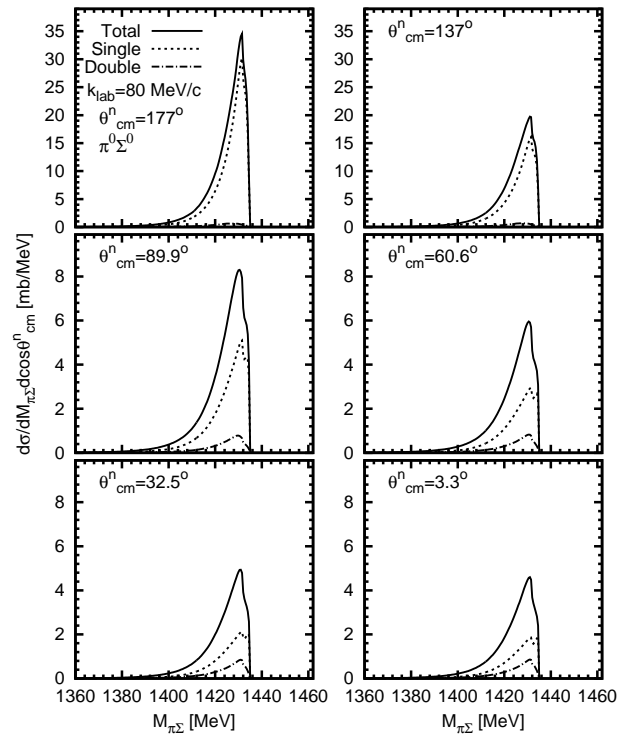 Total
Single
Double
k_lab=80 MeV/c
θ^n_cm=177°
π⁰Σ⁰
θ^n_cm=137°
35
30
25
20
15
10
5
0
θ^n_cm=89.9°
θ^n_cm=60.6°
8
6
4
2
0
θ^n_cm=32.5°
θ^n_cm=3.3°
8
6
4
2
0
dσ/dM_πΣ dcosθ^n_cm [mb/MeV]
1360 1380 1400 1420 1440 1460
1360 1380 1400 1420 1440 1460
M_πΣ [MeV]
M_πΣ [MeV]